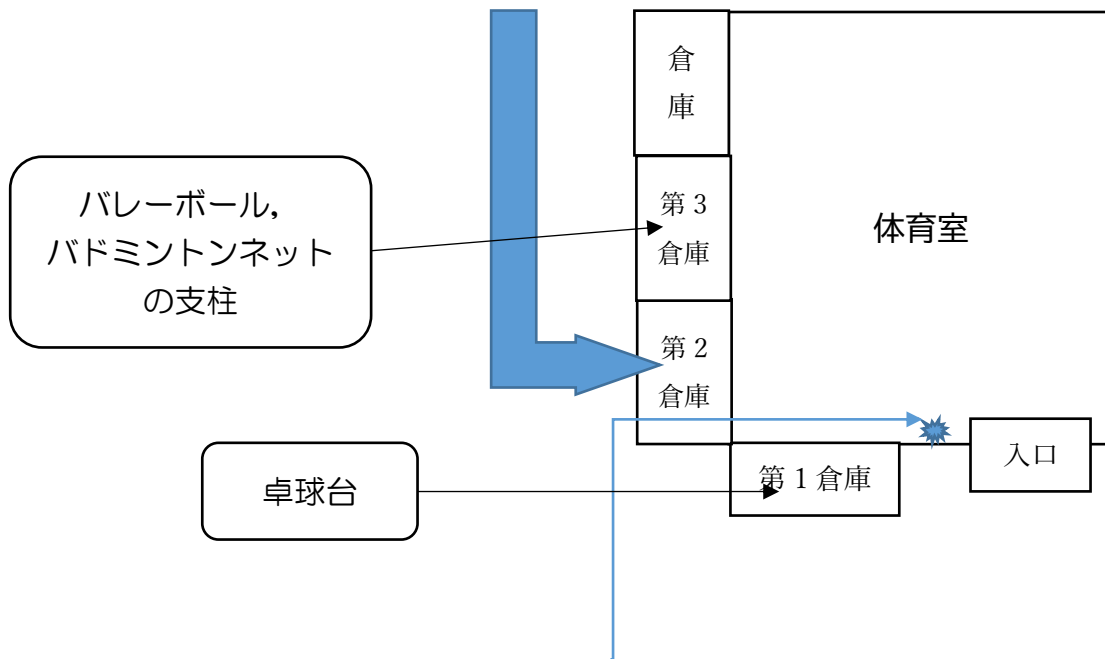 倉
庫
バレーボール,
バドミントンネット
の支柱
第3
倉庫
体育室
第2
倉庫
入口
卓球台
第1倉庫